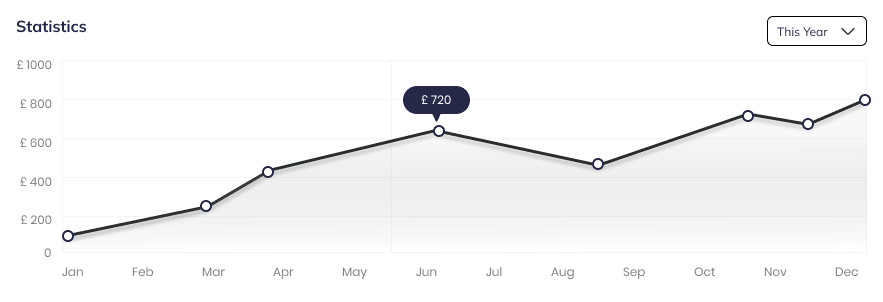 Statistics
This Year
£ 1000
£ 800
£ 720
£ 600
£ 400
£ 200
0
Jan Feb Mar Apr May Jun Jul Aug Sep Oct Nov Dec